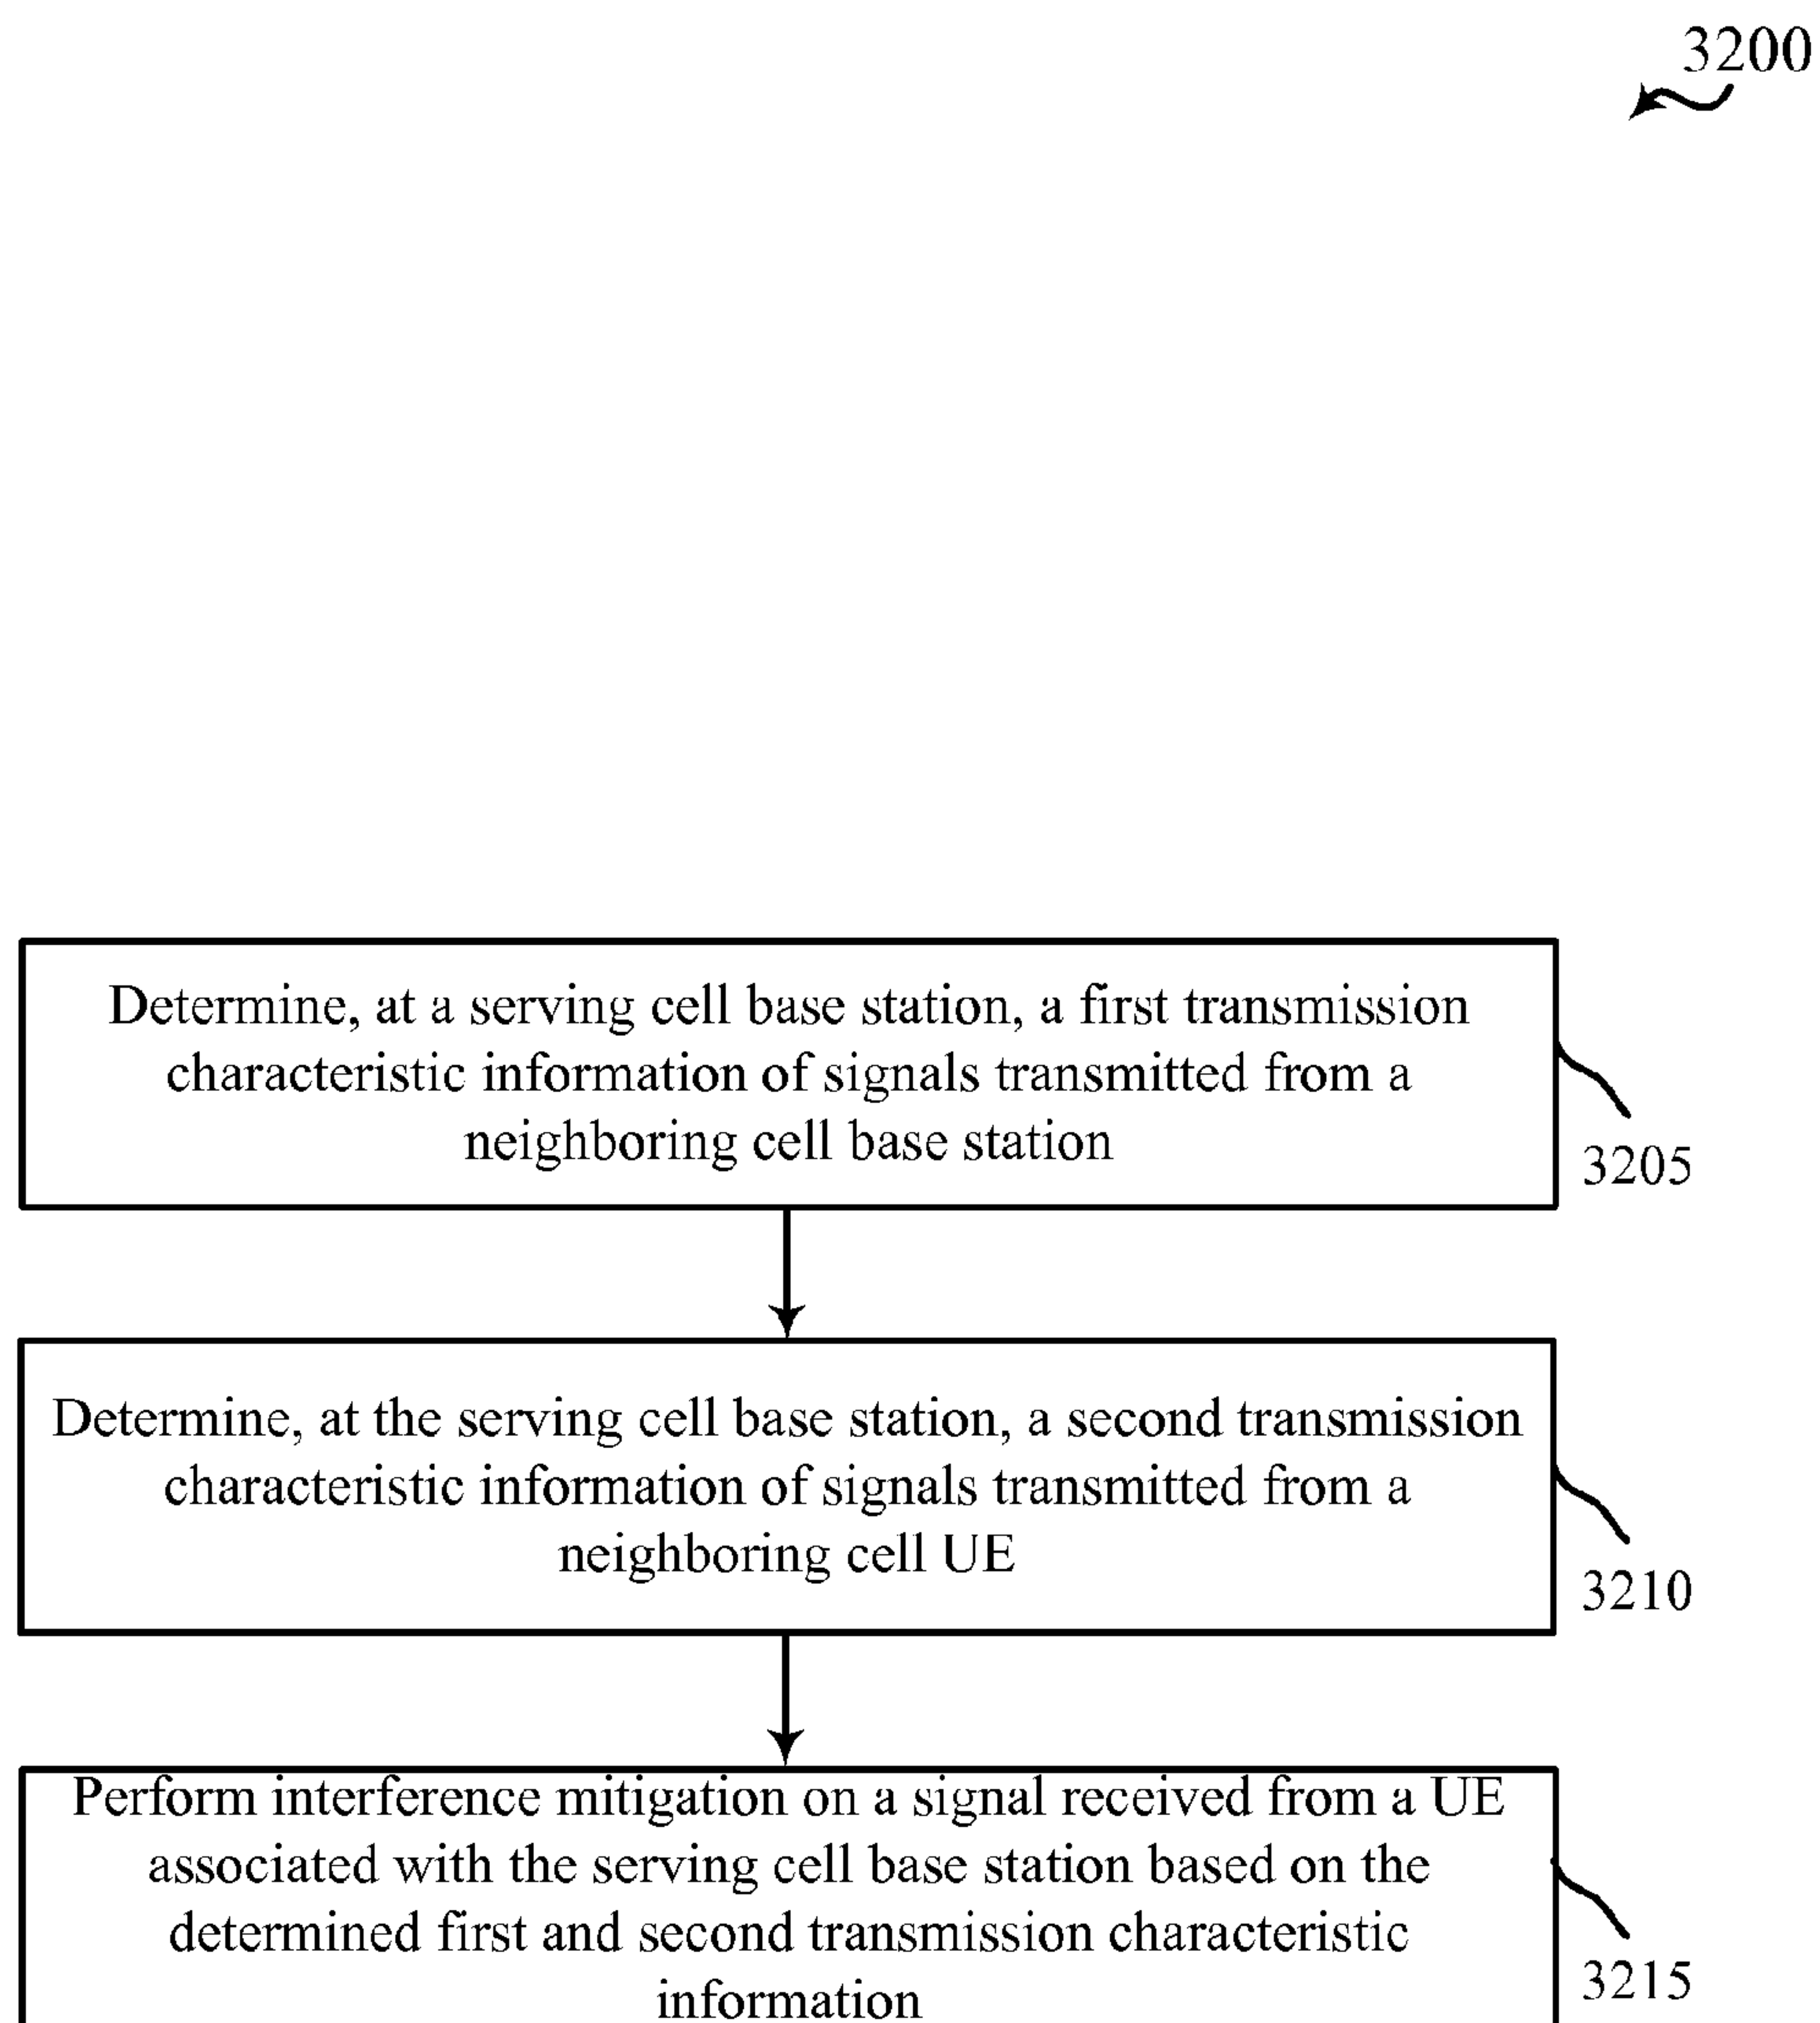 3200
Determine, at a serving cell base station, a first transmission
characteristic information of signals transmitted from a
neighboring cell base station
3205
Determine, at the serving cell base station, a second transmission
characteristic information of signals transmitted from a
neighboring cell UE
3210
Perform interference mitigation on a signal received from a UE
associated with the serving cell base station based on the
determined first and second transmission characteristic
information
3215